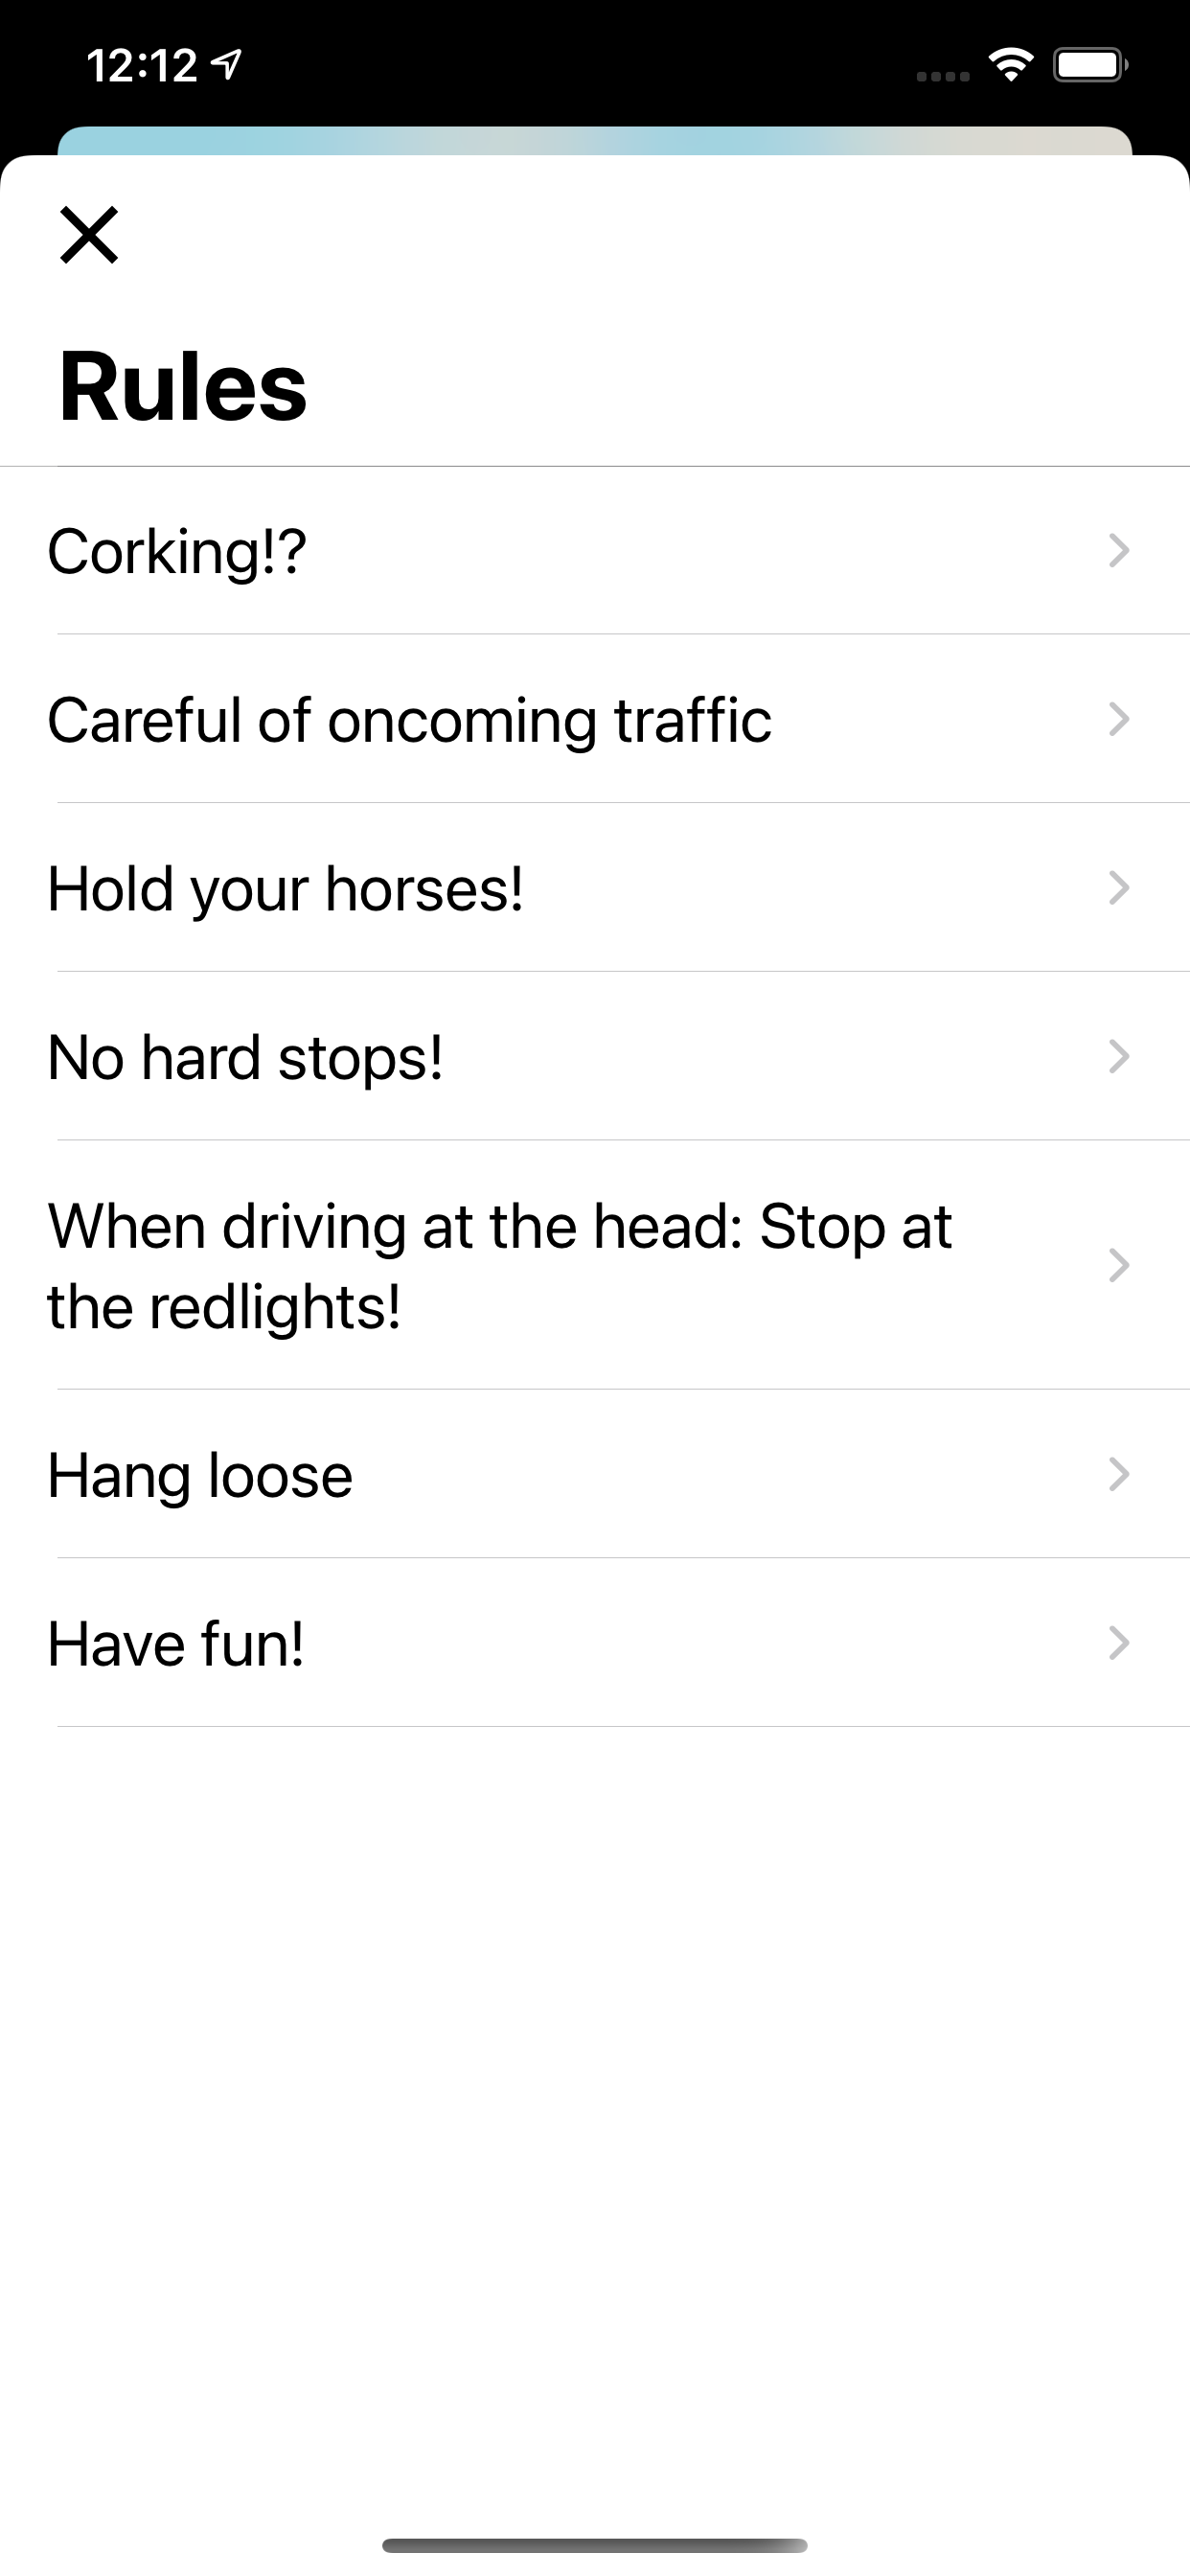 12:12
Rules
Corking!?
Careful of oncoming traffic
Hold your horses!
No hard stops!
When driving at the head: Stop at
the redlights!
Hang loose
Have fun!